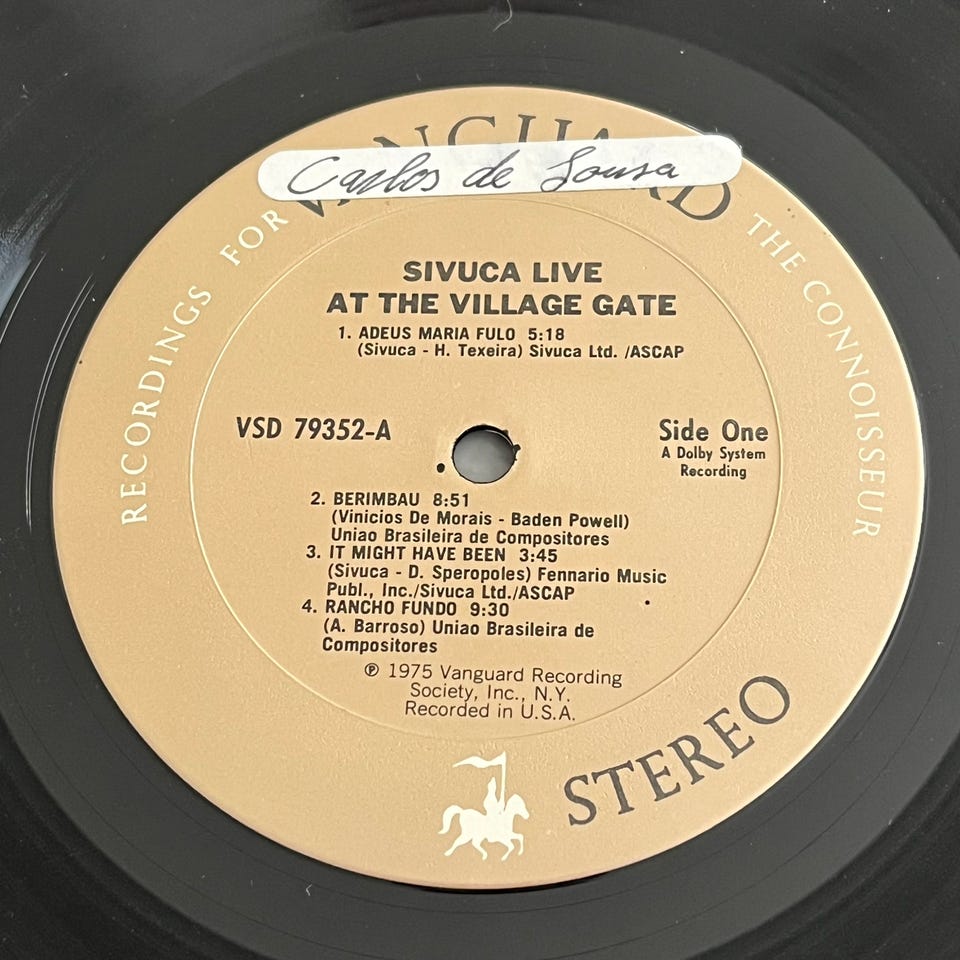 VANGUARD
Carlos de Sousa
RECORDINGS FOR THE CONNOISSEUR
SIVUCA LIVE
AT THE VILLAGE GATE
1. ADEUS MARIA FULO 5:18
(Sivuca - H. Texeira) Sivuca Ltd. /ASCAP
VSD 79352-A
Side One
A Dolby System
Recording
2. BERIMBAU 8:51
(Vinicios De Morais - Baden Powell)
Uniao Brasileira de Compositores
3. IT MIGHT HAVE BEEN 3:45
(Sivuca - D. Speropoles) Fennario Music
Publ., Inc./Sivuca Ltd./ASCAP
4. RANCHO FUNDO 9:30
(A. Barroso) Uniao Brasileira de
Compositores
℗ 1975 Vanguard Recording
Society, Inc., N.Y.
Recorded in U.S.A.
STEREO